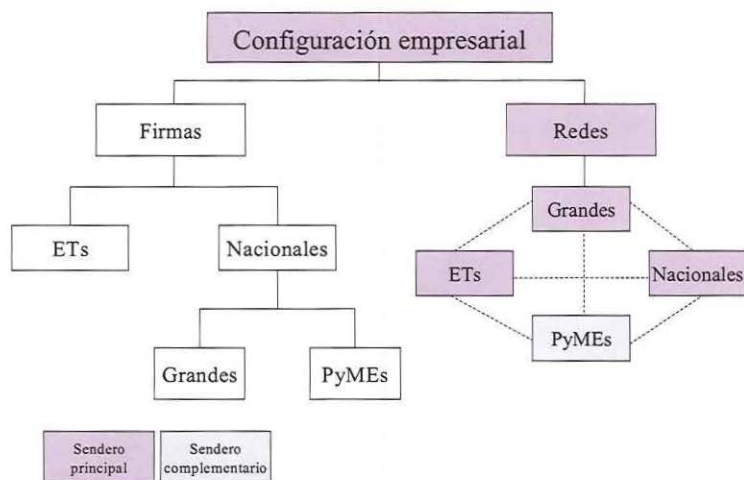 Configuración empresarial
Firmas
Redes
Grandes
ETs
Nacionales
ETs
Nacionales
PyMEs
Grandes
PyMEs
Sendero
principal
Sendero
complementario